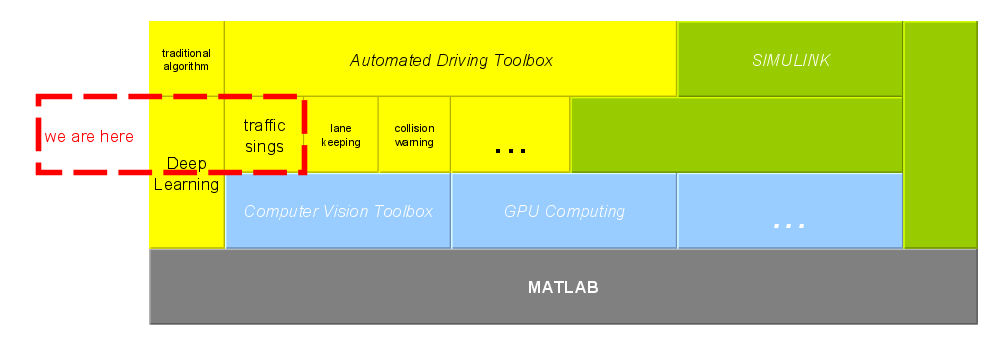 traditional
algorithm
Automated Driving Toolbox
SIMULINK
we are here
traffic
sings
lane
keeping
collision
warning
...
Deep
Learning
Computer Vision Toolbox
GPU Computing
...
MATLAB